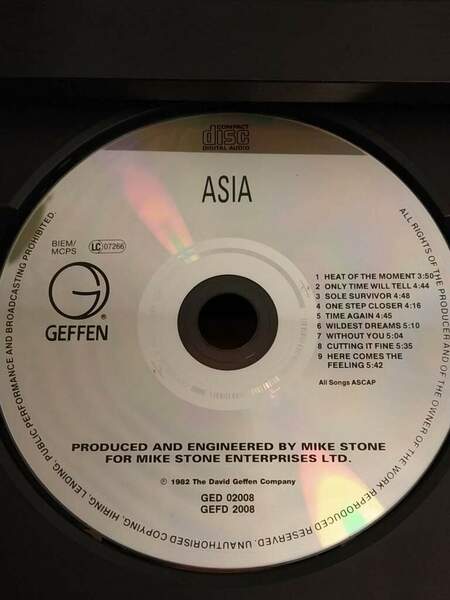 COMPACT
disc
DIGITAL AUDIO
ASIA
BIEM/
MCPS
LC 07266
G
GEFFEN®
1 HEAT OF THE MOMENT 3:50
2 ONLY TIME WILL TELL 4:44
3 SOLE SURVIVOR 4:48
4 ONE STEP CLOSER 4:16
5 TIME AGAIN 4:45
6 WILDEST DREAMS 5:10
7 WITHOUT YOU 5:04
8 CUTTING IT FINE 5:35
9 HERE COMES THE
FEELING 5:42
All Songs ASCAP
PRODUCED AND ENGINEERED BY MIKE STONE
FOR MIKE STONE ENTERPRISES LTD.
℗ 1982 The David Geffen Company
GED 02008
GEFD 2008
ALL RIGHTS OF THE PRODUCER AND OF THE OWNER OF THE WORK REPRODUCED RESERVED. UNAUTHORISED COPYING, HIRING, LENDING, PUBLIC PERFORMANCE AND BROADCASTING PROHIBITED.